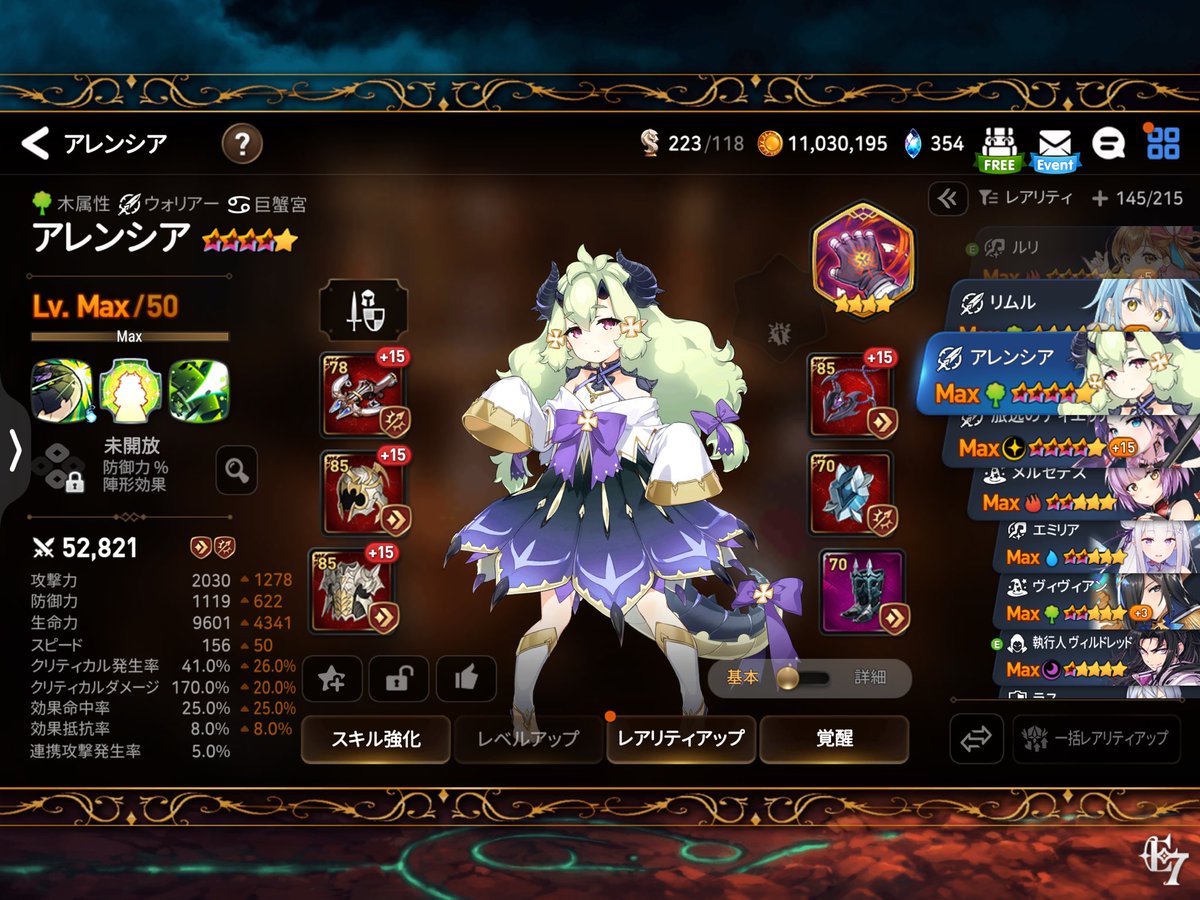 アレンシア
?
223/118
11,030,195
354
FREE
Event
木属性 ウォリアー 巨蟹宮
アレンシア
Lv. Max/50
Max
未開放
防御力%
陣形効果
52,821
攻撃力 2030 1278
防御力 1119 622
生命力 9601 4341
スピード 156 50
クリティカル発生率 41.0% 26.0%
クリティカルダメージ 170.0% 20.0%
効果命中率 25.0% 25.0%
効果抵抗率 8.0% 8.0%
連携攻撃発生率 5.0%
78 +15
85 +15
85 +15
85 +15
70
70
基本 詳細
スキル強化
レベルアップ
レアリティアップ
覚醒
レアリティ
145/215
ルリ
Max +5
リムル
アレンシア
Max
Max +15
メルセデス
Max
エミリア
Max
ヴィヴィアン
Max +3
執行人 ヴィルドレッド
Max
一括レアリティアップ
E7